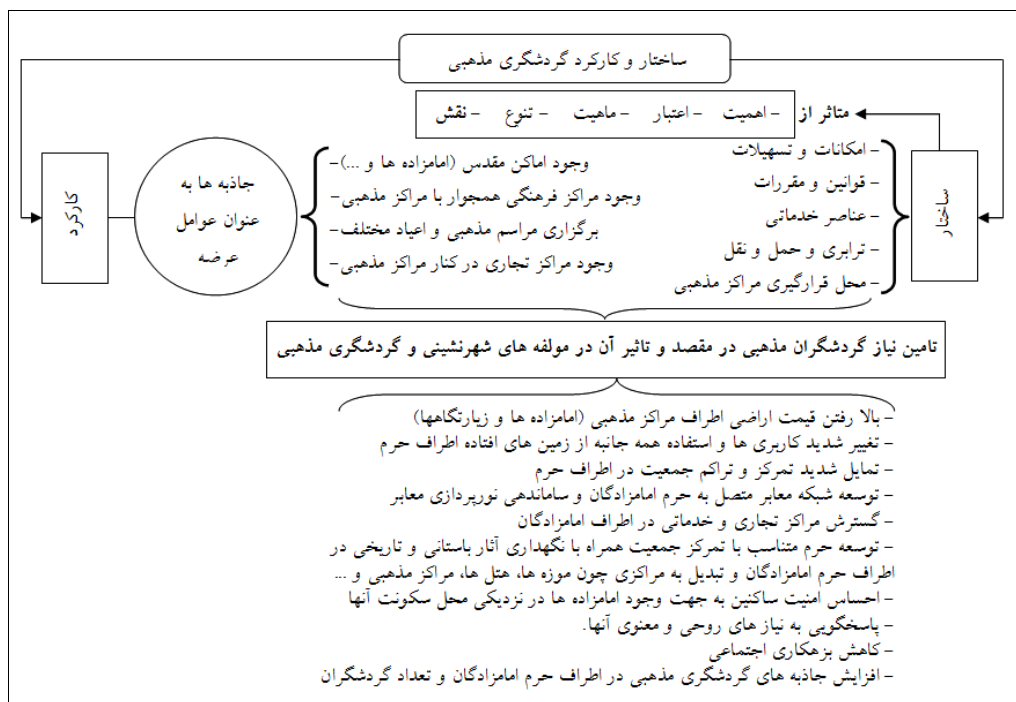 ساختار و کارکرد گردشگری مذهبی
متاثر از - اهمیت - اعتبار - ماهیت - تنوع - نقش
ساختار
- امکانات و تسهیلات
- قوانین و مقررات
- عناصر خدماتی
- ترابری و حمل و نقل
- محل قرارگیری مراکز مذهبی
وجود اماکن مقدس (امامزاده ها و ...)-
وجود مراکز فرهنگی همجوار با مراکز مذهبی-
برگزاری مراسم مذهبی و اعیاد مختلف-
وجود مراکز تجاری در کنار مراکز مذهبی-
جاذبه ها به
عنوان عوامل
عرضه
کارکرد
تامین نیاز گردشگران مذهبی در مقصد و تاثیر آن در مولفه های شهرنشینی و گردشگری مذهبی
- بالا رفتن قیمت اراضی اطراف مراکز مذهبی (امامزاده ها و زیارتگاهها)
- تغییر شدید کاربری ها و استفاده همه جانبه از زمین های افتاده اطراف حرم
- تمایل شدید تمرکز و تراکم جمعیت در اطراف حرم
- توسعه شبکه معابر متصل به حرم امامزادگان و ساماندهی نورپردازی معابر
- گسترش مراکز تجاری و خدماتی در اطراف امامزادگان
- توسعه حرم متناسب با تمرکز جمعیت همراه با نگهداری آثار باستانی و تاریخی در
اطراف حرم امامزادگان و تبدیل به مراکزی چون موزه ها، هتل ها، مراکز مذهبی و ...
- احساس امنیت ساکنین به جهت وجود امامزاده ها در نزدیکی محل سکونت آنها
- پاسخگویی به نیاز های روحی و معنوی آنها.
- کاهش بزهکاری اجتماعی
- افزایش جاذبه های گردشگری مذهبی در اطراف حرم امامزادگان و تعداد گردشگران